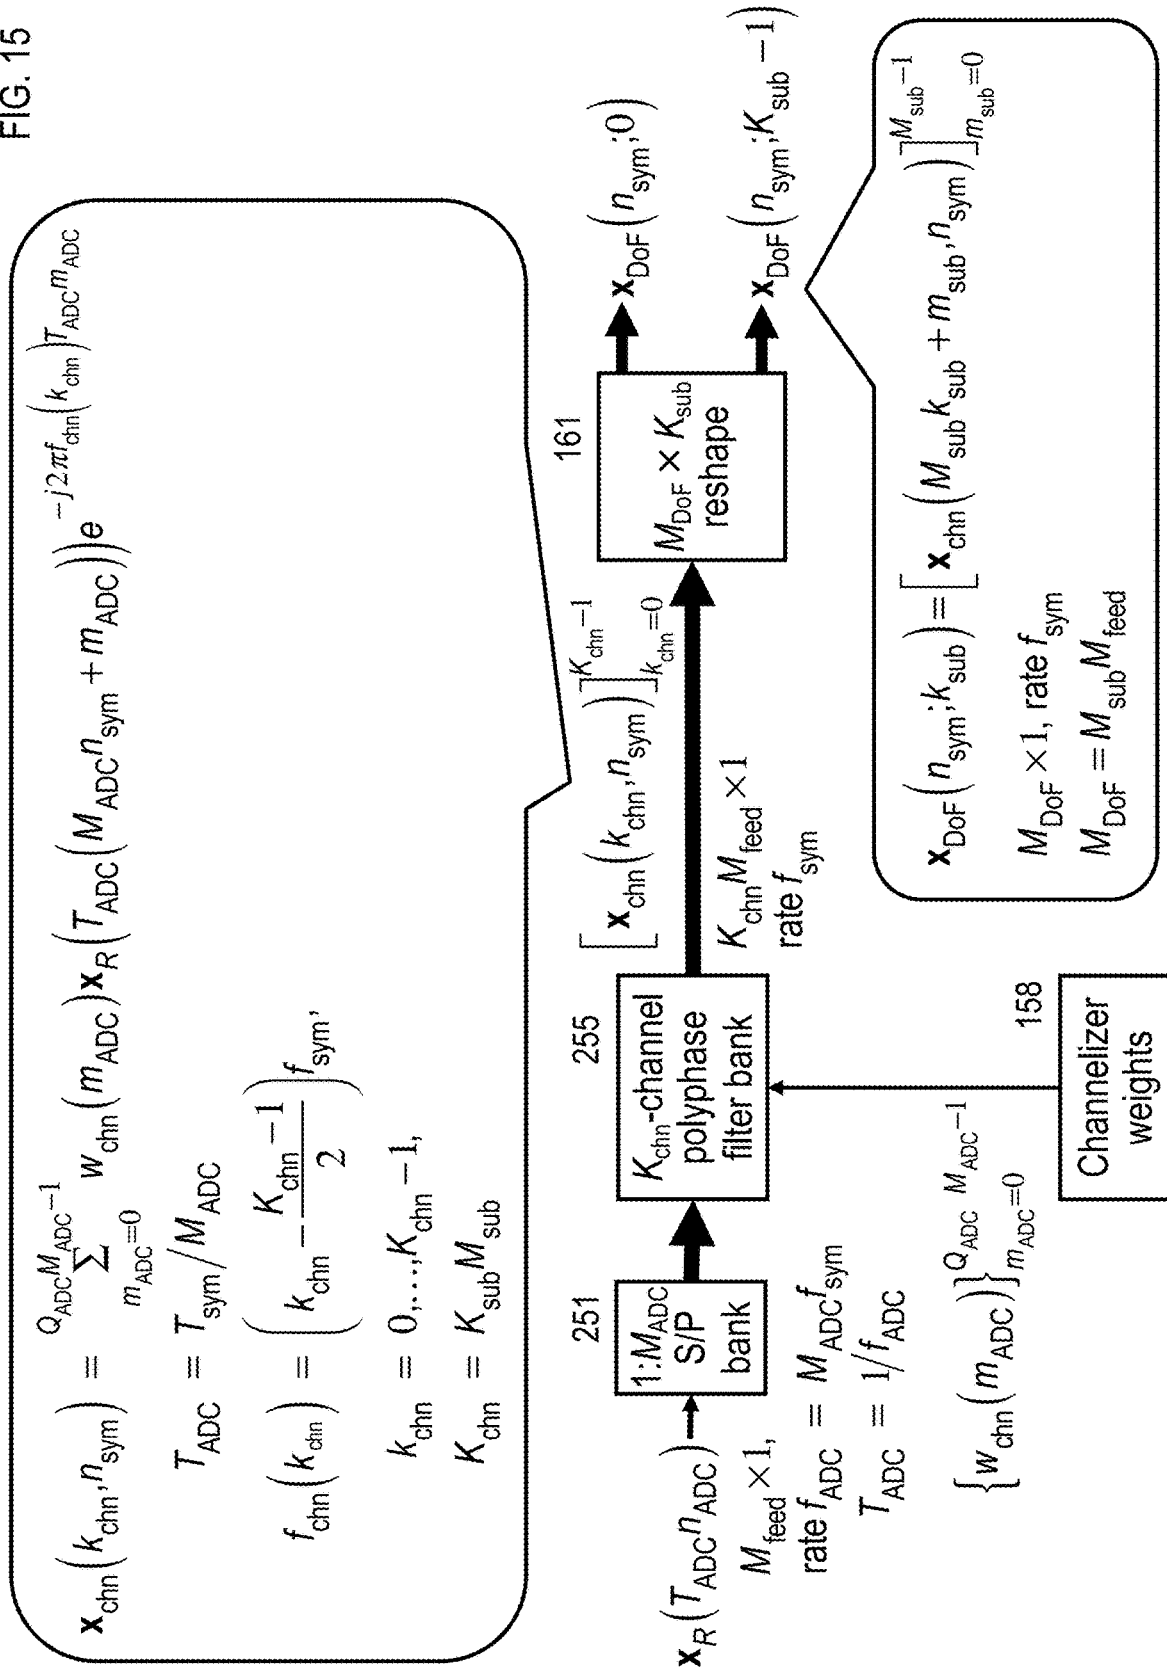 FIG. 15
x_chn(k_chn, n_sym) = Σ_{m_ADC=0}^{Q_ADC M_ADC−1} w_chn(m_ADC) x_R(T_ADC(M_ADC n_sym + m_ADC)) e^{−j2πf_chn(k_chn)T_ADC m_ADC}
T_ADC = T_sym/M_ADC
f_chn(k_chn) = (k_chn − (K_chn−1)/2) f_sym,
k_chn = 0,...,K_chn−1,
K_chn = K_sub M_sub
x_R(T_ADC n_ADC)
M_feed ×1,
rate f_ADC = M_ADC f_sym
T_ADC = 1/f_ADC
251
1:M_ADC
S/P
bank
255
K_chn-channel
polyphase
filter bank
{w_chn(m_ADC)}_{m_ADC=0}^{Q_ADC M_ADC−1}
158
Channelizer
weights
[x_chn(k_chn, n_sym)]_{k_chn=0}^{K_chn−1}
K_chn M_feed ×1
rate f_sym
161
M_DoF × K_sub
reshape
x_DoF(n_sym;0)
x_DoF(n_sym;K_sub−1)
x_DoF(n_sym;k_sub) = [x_chn(M_sub k_sub + m_sub, n_sym)]_{m_sub=0}^{M_sub−1}
M_DoF ×1, rate f_sym
M_DoF = M_sub M_feed